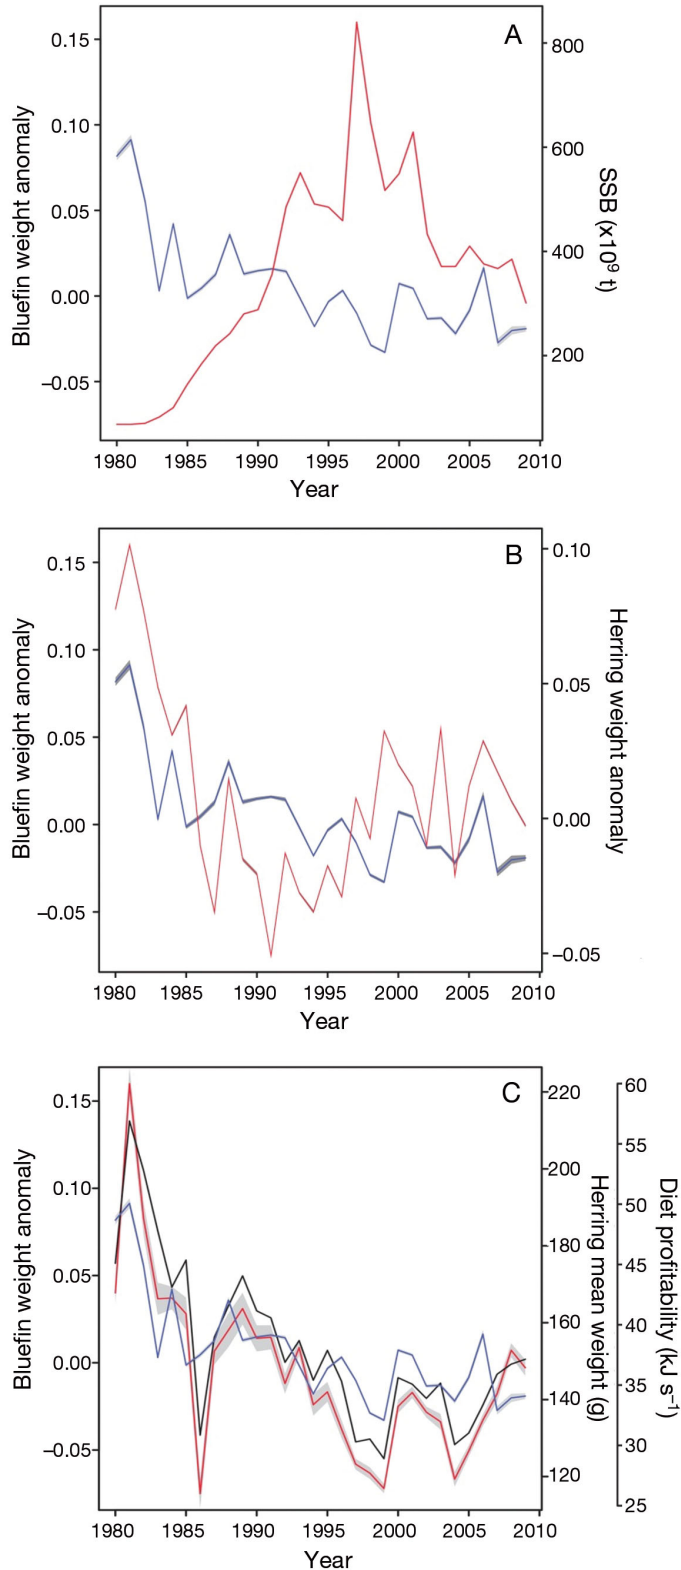 A
0.15
0.10
0.05
0.00
–0.05
Bluefin weight anomaly
800
600
400
200
SSB (x10⁹ t)
1980 1985 1990 1995 2000 2005 2010
Year
B
0.15
0.10
0.05
0.00
–0.05
Bluefin weight anomaly
0.10
0.05
0.00
–0.05
Herring weight anomaly
1980 1985 1990 1995 2000 2005 2010
Year
C
0.15
0.10
0.05
0.00
–0.05
Bluefin weight anomaly
220
200
180
160
140
120
Herring mean weight (g)
60
55
50
45
40
35
30
25
Diet profitability (kJ s⁻¹)
1980 1985 1990 1995 2000 2005 2010
Year